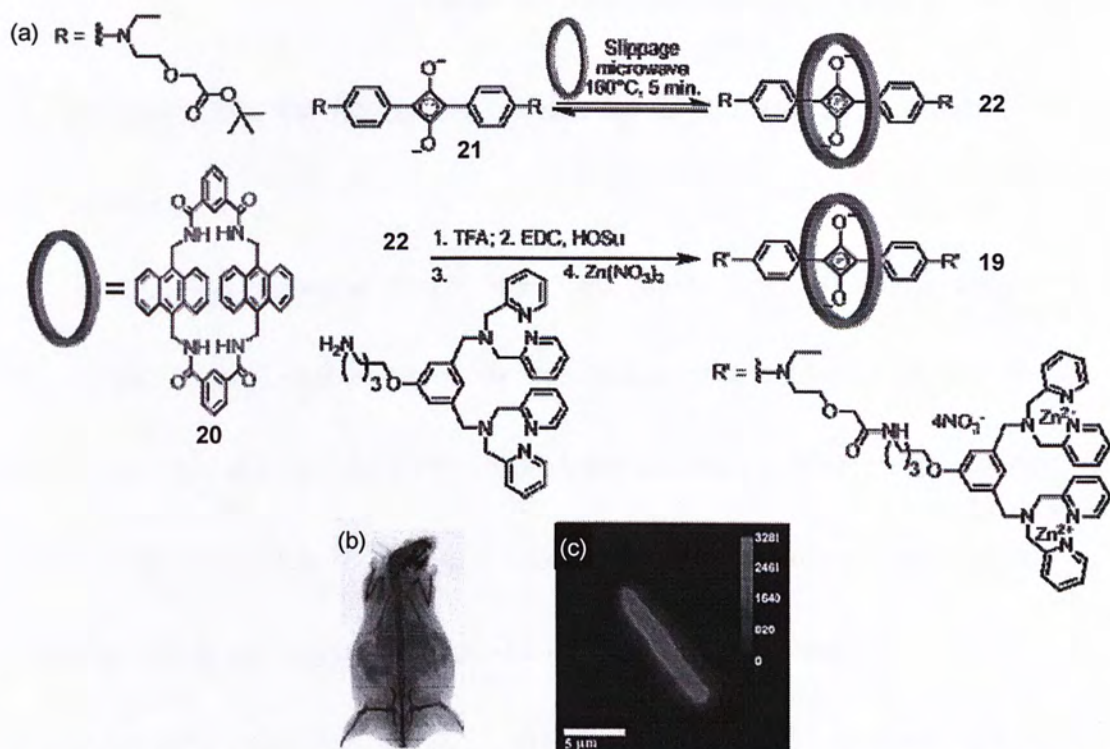 (a) R =
N
O
O
O
R
O⁻
21
R
Slippage
microwave
160°C, 5 min.
R
O⁻
R
22
=
O
O
NH HN
NH HN
O
O
20
22
1. TFA; 2. EDC, HOSu
3.
4. Zn(NO₃)₂
H₂N
3
O
N
N
N
N
N
N
R'
O⁻
R'
19
R' =
N
O
O
NH
3
O
4NO₃⁻
N
Zn²⁺
N
N
N
Zn²⁺
N
N
(b)
(c)
3281
2461
1640
820
0
5 µm